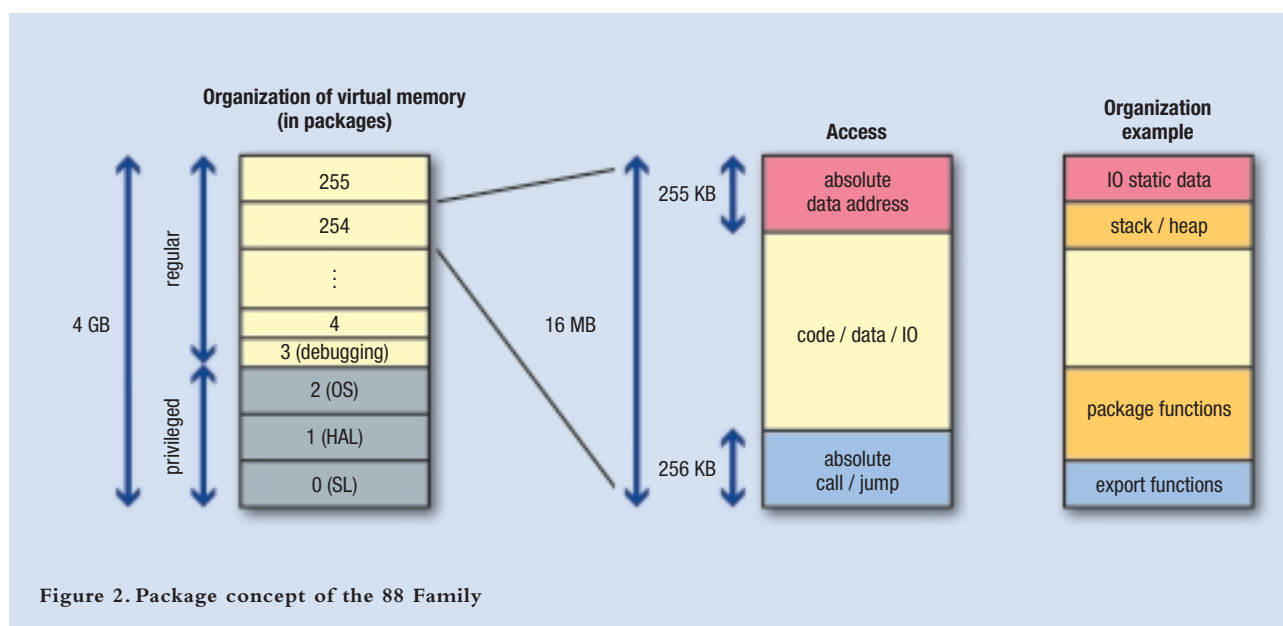 Organization of virtual memory
(in packages)
4 GB
regular
privileged
255
254
⋮
4
3 (debugging)
2 (OS)
1 (HAL)
0 (SL)
16 MB
Access
255 KB
absolute
data address
code / data / IO
256 KB
absolute
call / jump
Organization
example
IO static data
stack / heap
package functions
export functions
Figure 2. Package concept of the 88 Family